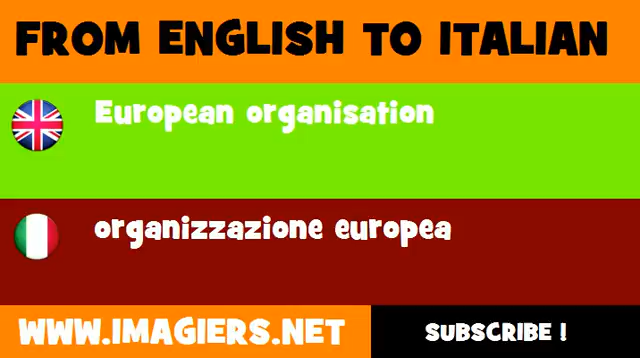 FROM ENGLISH TO ITALIAN
European organisation
organizzazione europea
WWW.IMAGIERS.NET
SUBSCRIBE !